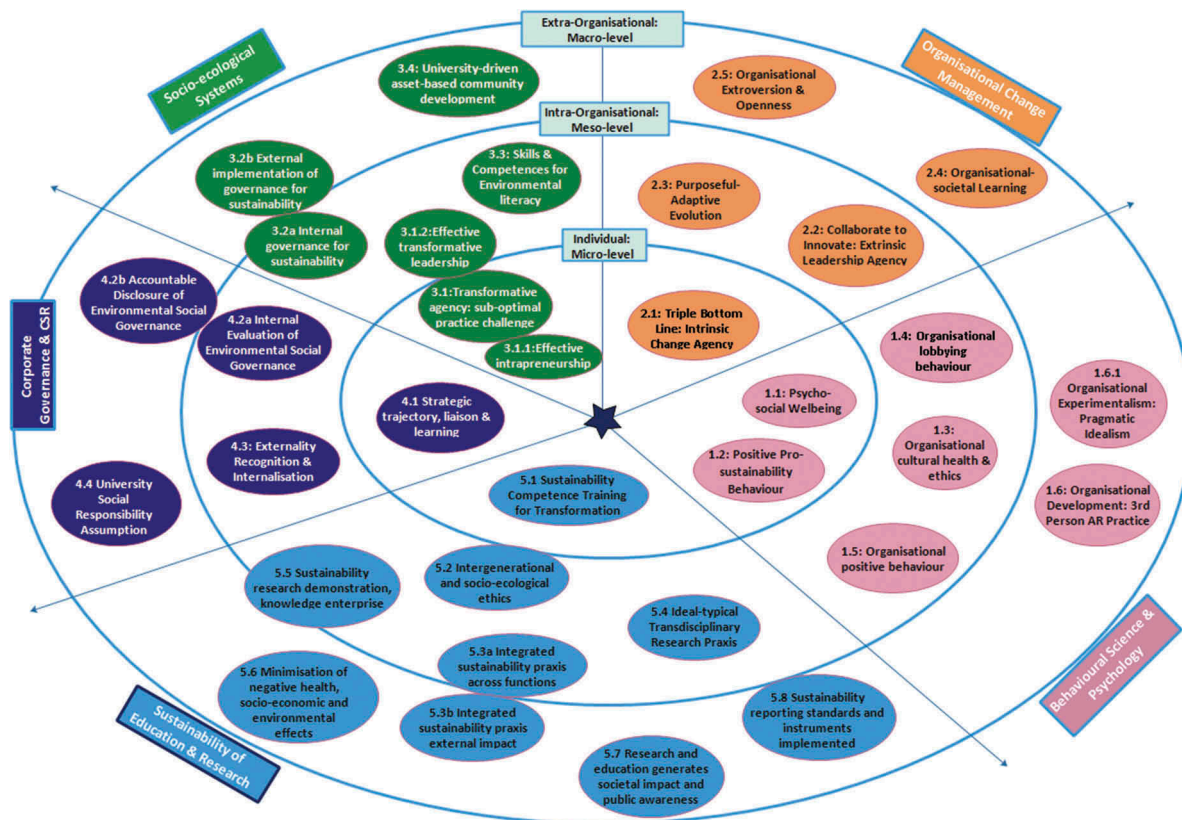 Extra-Organisational:
Macro-level
Socio-ecological
Systems
3.4: University-driven
asset-based community
development
2.5: Organisational
Extroversion &
Openness
Organisational Change
Management
Intra-Organisational:
Meso-level
3.2b External
implementation of
governance for
sustainability
3.3: Skills &
Competences for
Environmental
literacy
2.3: Purposeful-
Adaptive
Evolution
2.4: Organisational-
societal Learning
3.2a Internal
governance for
sustainability
3.1.2:Effective
transformative
leadership
Individual:
Micro-level
2.2: Collaborate to
Innovate: Extrinsic
Leadership Agency
4.2b Accountable
Disclosure of
Environmental Social
Governance
4.2a Internal
Evaluation of
Environmental Social
Governance
3.1:Transformative
agency: sub-optimal
practice challenge
3.1.1:Effective
intrapreneurship
2.1: Triple Bottom
Line: Intrinsic
Change Agency
1.4: Organisational
lobbying
behaviour
1.6.1
Organisational
Experimentalism:
Pragmatic
Idealism
Corporate
Governance & CSR
4.1 Strategic
trajectory, liaison &
learning
1.1: Psycho-
social Welbeing
4.3: Externality
Recognition &
Internalisation
1.2: Positive Pro-
sustainability
Behaviour
1.3:
Organisational
cultural health &
ethics
4.4 University
Social
Responsibility
Assumption
5.1 Sustainability
Competence Training
for Transformation
1.6: Organisational
Development: 3rd
Person AR Practice
1.5: Organisational
positive behaviour
5.5 Sustainability
research demonstration,
knowledge enterprise
5.2 Intergenerational
and socio-ecological
ethics
5.4 Ideal-typical
Transdisciplinary
Research Praxis
5.3a Integrated
sustainability praxis
across functions
5.6 Minimisation of
negative health,
socio-economic and
environmental
effects
5.3b Integrated
sustainability praxis
external impact
5.8 Sustainability
reporting standards and
instruments
implemented
5.7 Research and
education generates
societal impact and
public awareness
Sustainability of
Education & Research
Behavioural Science &
Psychology